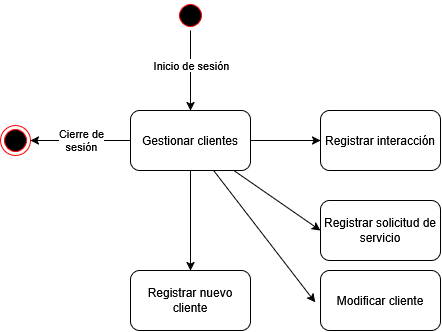 Inicio de sesión
Cierre de
sesión
Gestionar clientes
Registrar interacción
Registrar solicitud de
servicio
Registrar nuevo
cliente
Modificar cliente